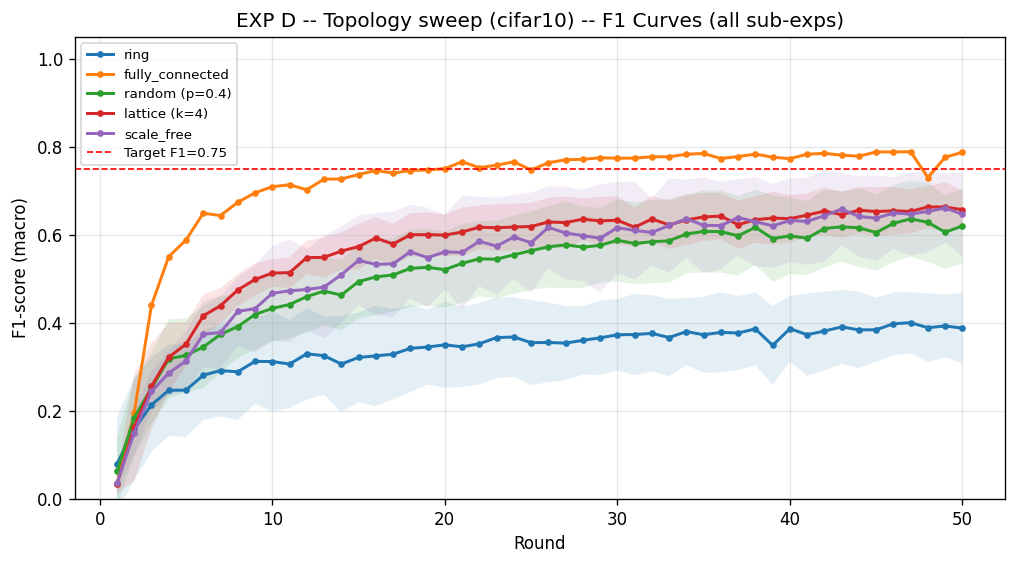 EXP D -- Topology sweep (cifar10) -- F1 Curves (all sub-exps)
ring
fully_connected
random (p=0.4)
lattice (k=4)
scale_free
Target F1=0.75
F1-score (macro)
1.0
0.8
0.6
0.4
0.2
0.0
0
10
20
30
40
50
Round